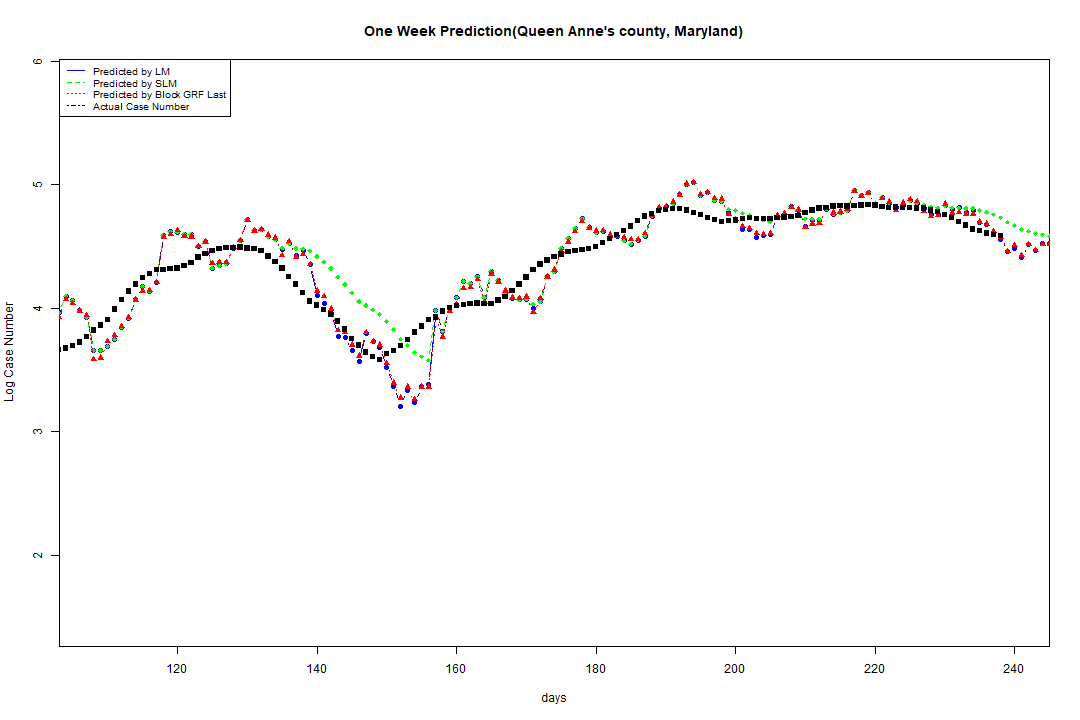 One Week Prediction(Queen Anne's county, Maryland)
Predicted by LM
Predicted by SLM
Predicted by Block GRF Last
Actual Case Number
6
5
4
3
2
Log Case Number
120 140 160 180 200 220 240
days